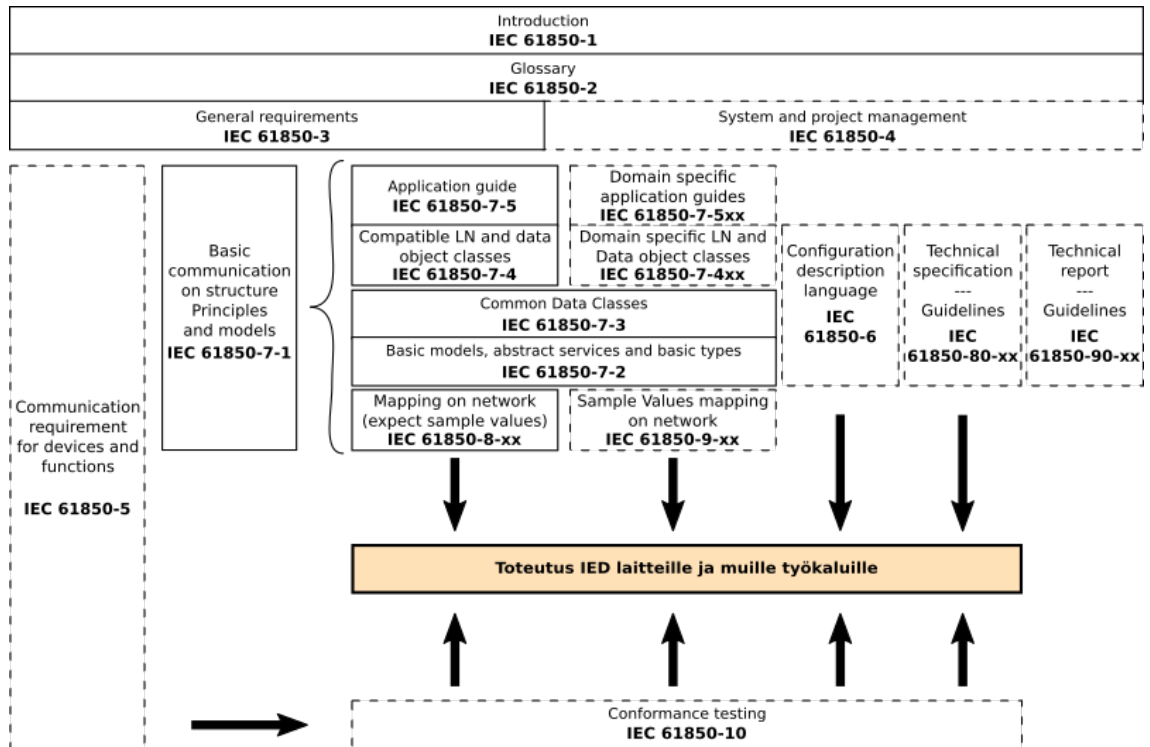 Introduction
IEC 61850-1
Glossary
IEC 61850-2
General requirements
IEC 61850-3
System and project management
IEC 61850-4
Communication
requirement
for devices and
functions
IEC 61850-5
Basic
communication
on structure
Principles
and models
IEC 61850-7-1
Application guide
IEC 61850-7-5
Domain specific
application guides
IEC 61850-7-5xx
Compatible LN and data
object classes
IEC 61850-7-4
Domain specific LN and
Data object classes
IEC 61850-7-4xx
Common Data Classes
IEC 61850-7-3
Basic models, abstract services and basic types
IEC 61850-7-2
Mapping on network
(expect sample values)
IEC 61850-8-xx
Sample Values mapping
on network
IEC 61850-9-xx
Configuration
description
language
IEC
61850-6
Technical
specification
---
Guidelines
IEC
61850-80-xx
Technical
report
---
Guidelines
IEC
61850-90-xx
Toteutus IED laitteille ja muille työkaluille
Conformance testing
IEC 61850-10